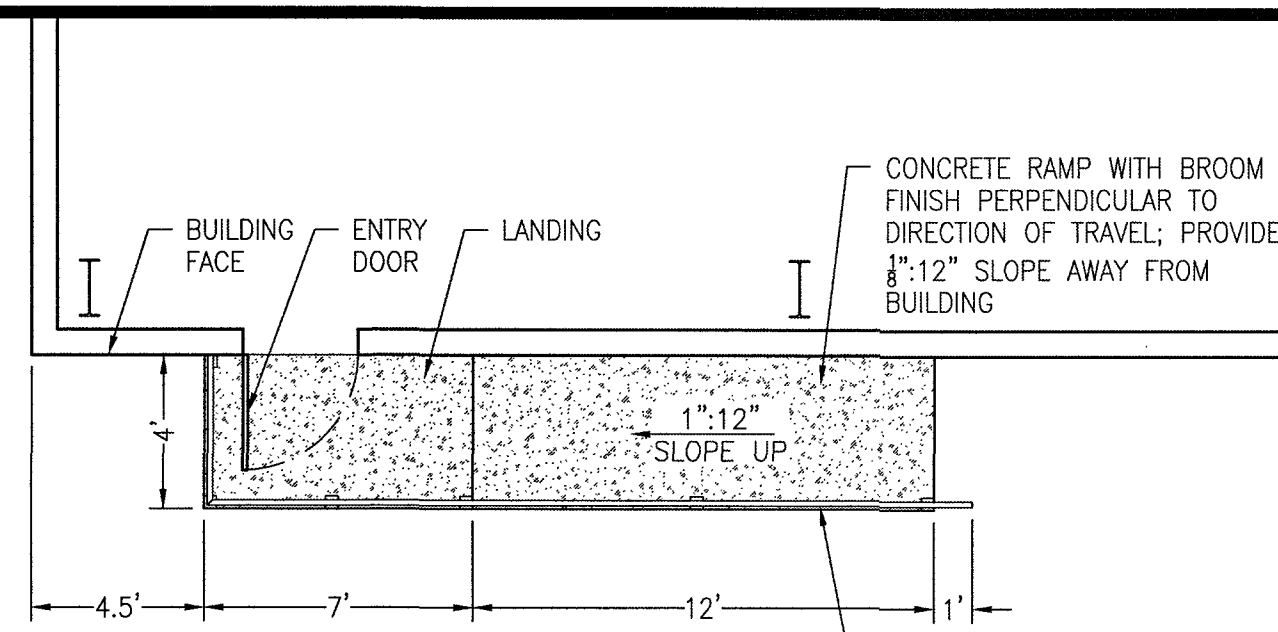 CONCRETE RAMP WITH BROOM
FINISH PERPENDICULAR TO
DIRECTION OF TRAVEL; PROVIDE
1/8":12" SLOPE AWAY FROM
BUILDING
BUILDING
FACE
ENTRY
DOOR
LANDING
4'
1":12"
SLOPE UP
4.5'
7'
12'
1'